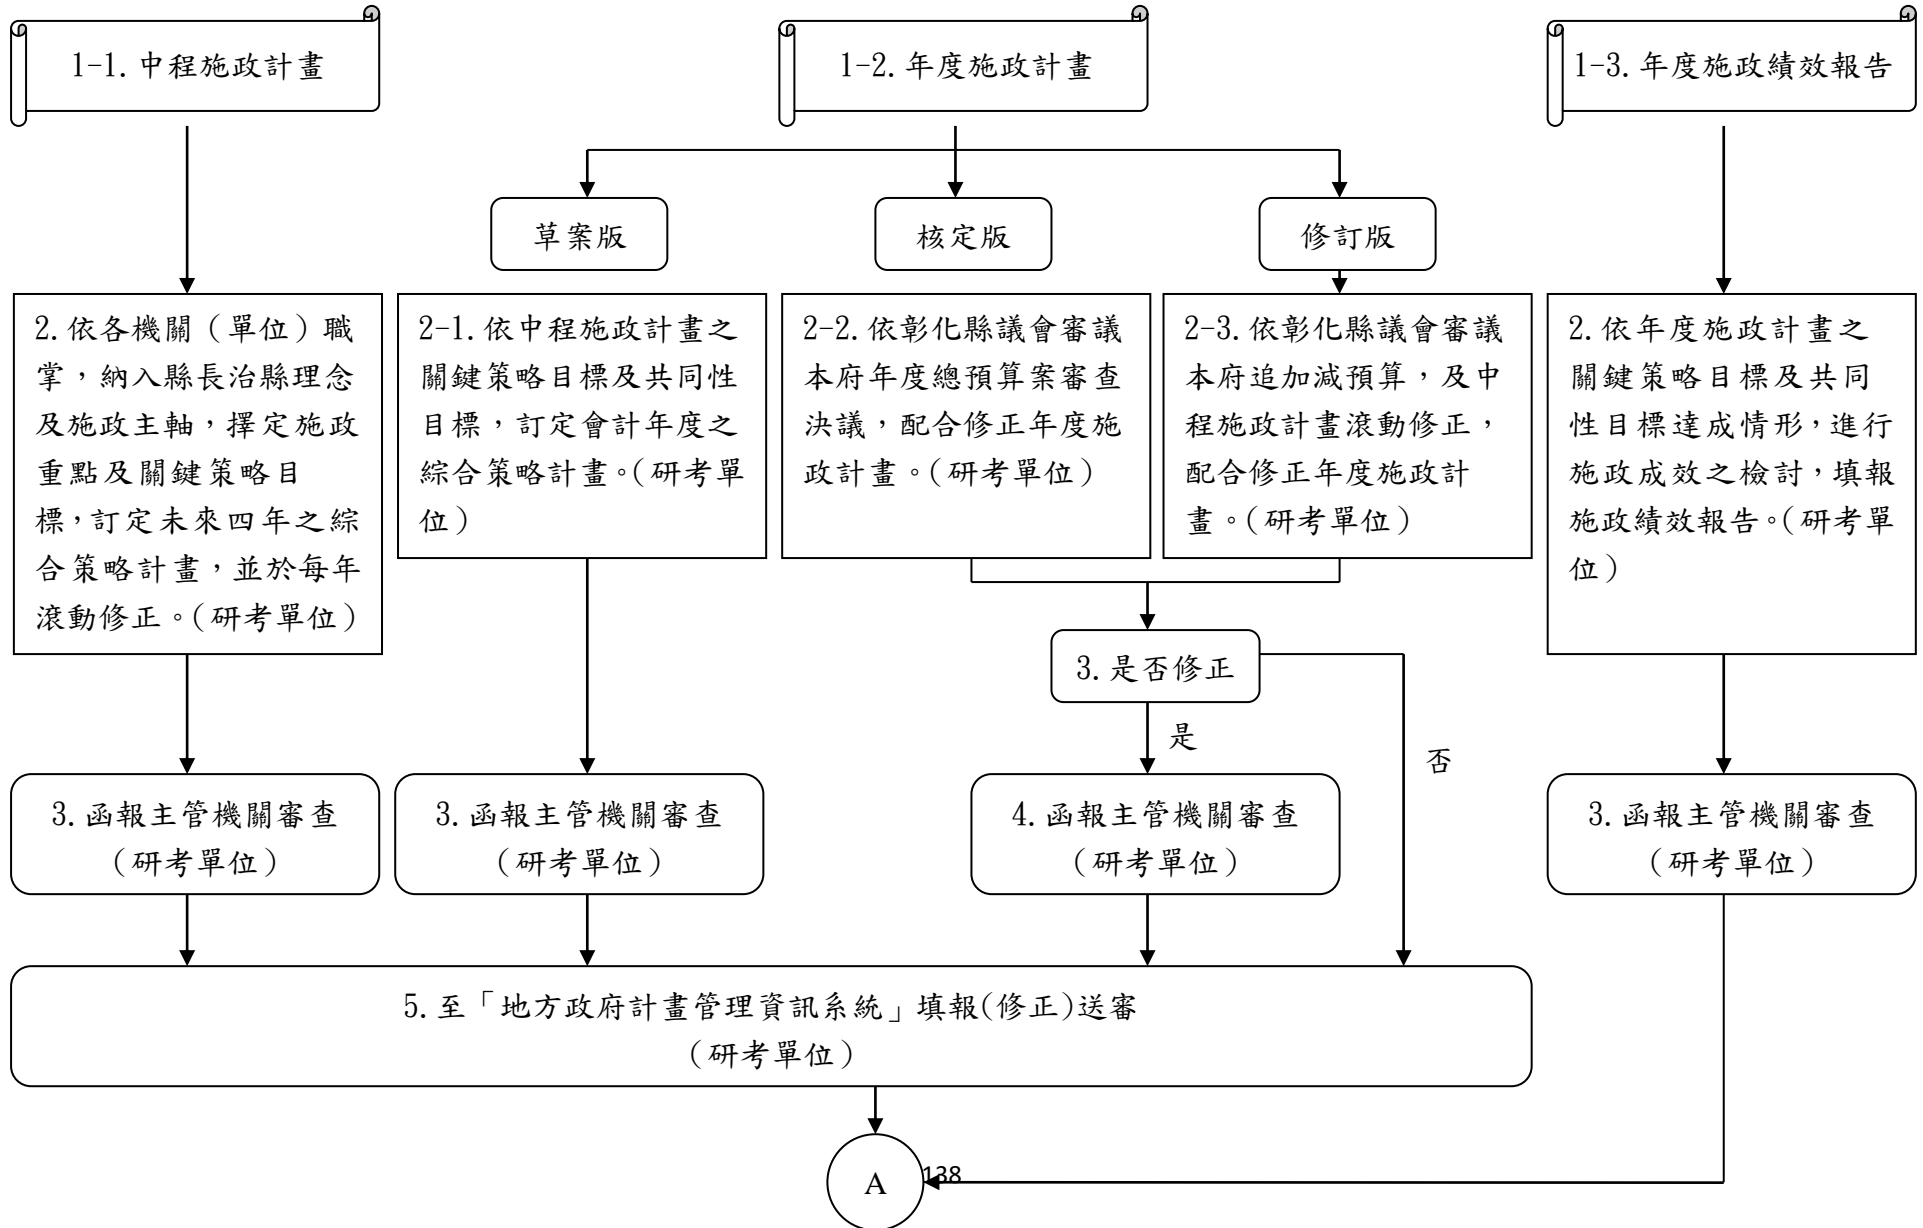 1-1.中程施政計畫
1-2.年度施政計畫
1-3.年度施政績效報告
草案版
核定版
修訂版
2.依各機關（單位）職
掌，納入縣長治縣理念
及施政主軸，擇定施政
重點及關鍵策略目
標，訂定未來四年之綜
合策略計畫，並於每年
滾動修正。(研考單位)
2-1.依中程施政計畫之
關鍵策略目標及共同性
目標，訂定會計年度之
綜合策略計畫。(研考單
位)
2-2.依彰化縣議會審議
本府年度總預算案審查
決議，配合修正年度施
政計畫。(研考單位)
2-3.依彰化縣議會審議
本府追加減預算，及中
程施政計畫滾動修正，
配合修正年度施政計
畫。(研考單位)
2.依年度施政計畫之
關鍵策略目標及共同
性目標達成情形，進行
施政成效之檢討，填報
施政績效報告。(研考單
位)
3.是否修正
是
否
3.函報主管機關審查
(研考單位)
3.函報主管機關審查
(研考單位)
4.函報主管機關審查
(研考單位)
3.函報主管機關審查
(研考單位)
5.至「地方政府計畫管理資訊系統」填報(修正)送審
(研考單位)
A
138